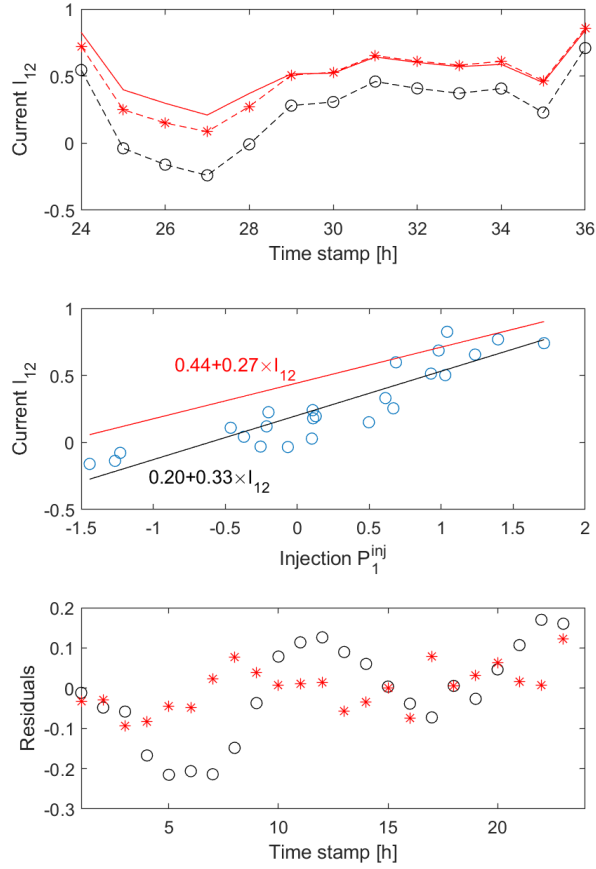 1
0.5
0
-0.5
Current I12
24 26 28 30 32 34 36
Time stamp [h]
1
0.5
0
-0.5
Current I12
0.44+0.27×I12
0.20+0.33×I12
-1.5 -1 -0.5 0 0.5 1 1.5 2
Injection P1inj
0.2
0.1
0
-0.1
-0.2
-0.3
Residuals
5 10 15 20
Time stamp [h]